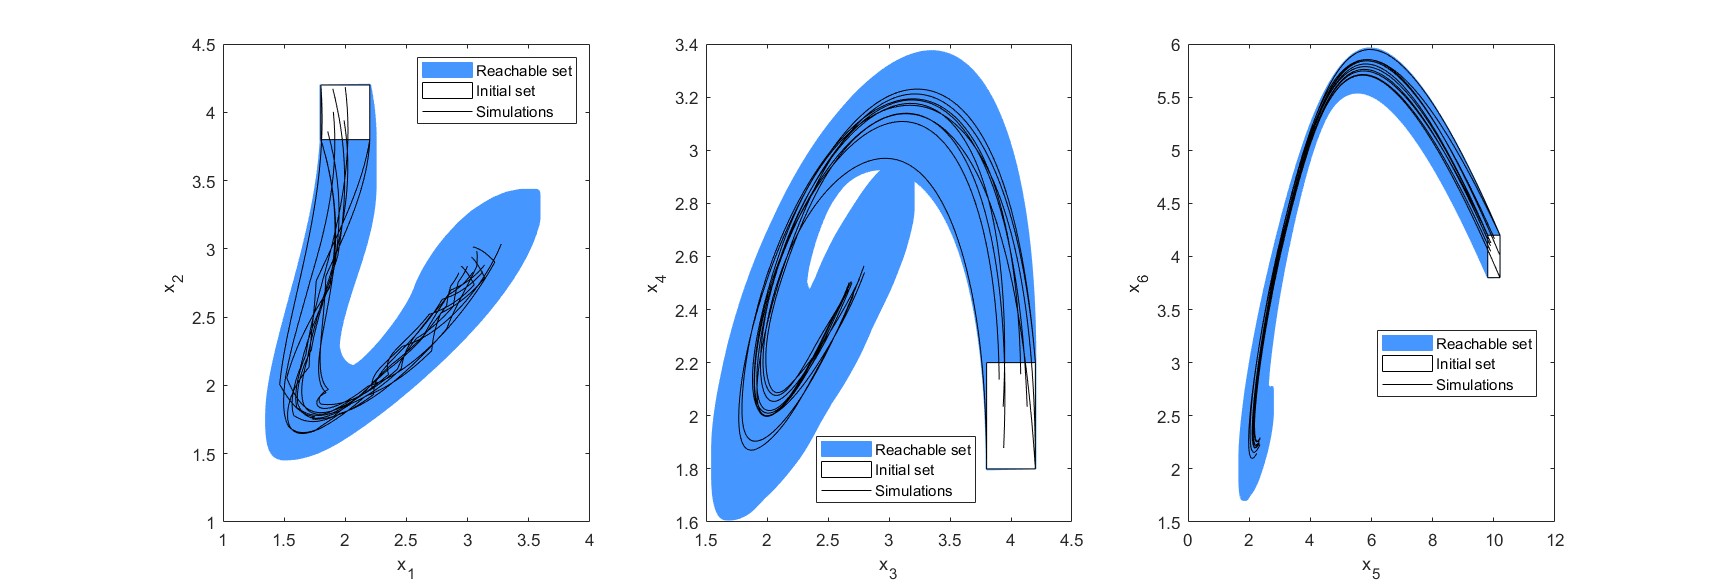 4.5
4
3.5
3
2.5
2
1.5
1
1 1.5 2 2.5 3 3.5 4
x₁
x₂
Reachable set
Initial set
Simulations
3.4
3.2
3
2.8
2.6
2.4
2.2
2
1.8
1.6
1.5 2 2.5 3 3.5 4 4.5
x₃
x₄
Reachable set
Initial set
Simulations
6
5.5
5
4.5
4
3.5
3
2.5
2
1.5
0 2 4 6 8 10 12
x₅
x₆
Reachable set
Initial set
Simulations